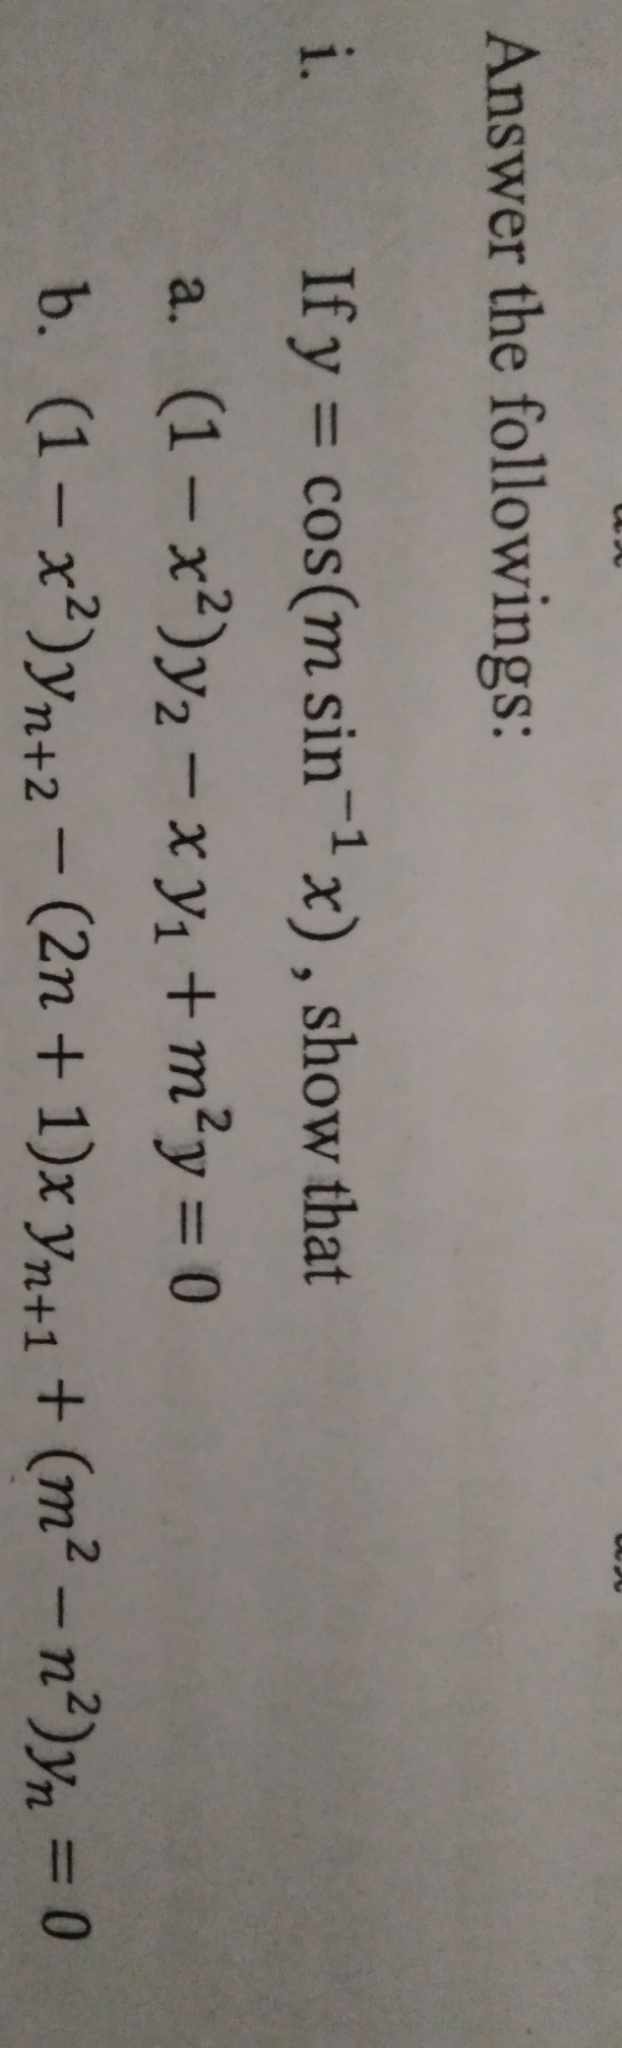 Answer the followings:
i. If y = cos(m sin⁻¹ x) , show that
a. (1 − x²)y₂ − x y₁ + m²y = 0
b. (1 − x²)yₙ₊₂ − (2n + 1)x yₙ₊₁ + (m² − n²)yₙ = 0